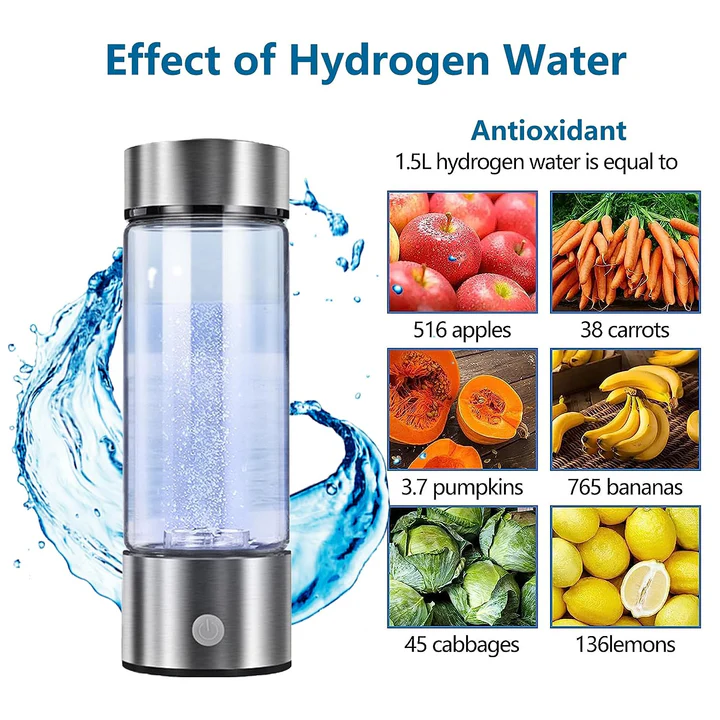 Effect of Hydrogen Water
Antioxidant
1.5L hydrogen water is equal to
516 apples
38 carrots
3.7 pumpkins
765 bananas
45 cabbages
136lemons